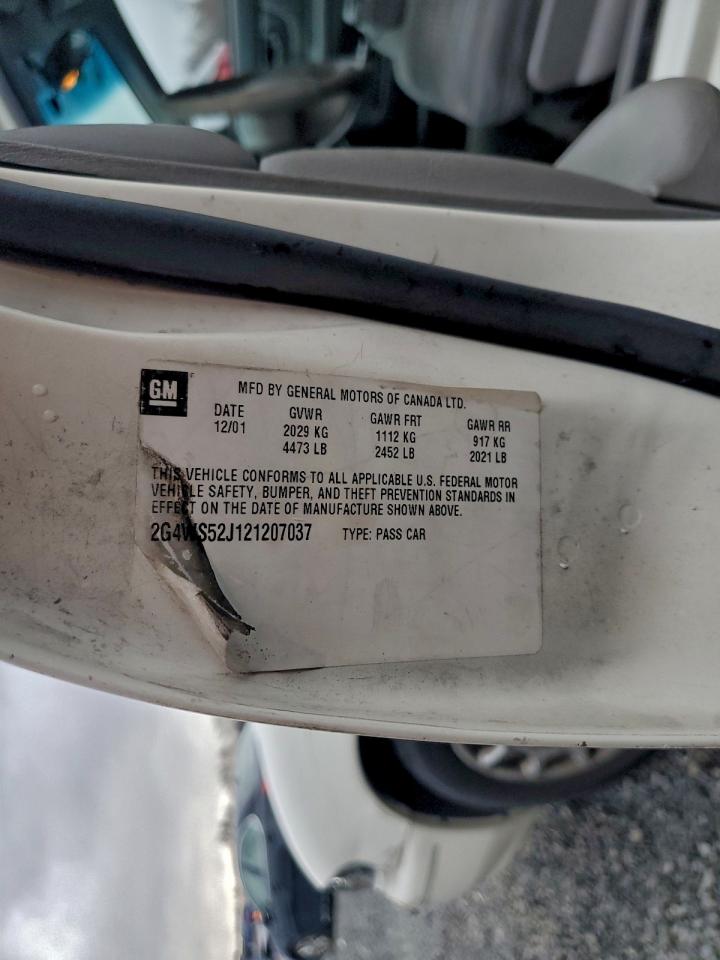 GM
MFD BY GENERAL MOTORS OF CANADA LTD.
DATE GVWR GAWR FRT GAWR RR
12/01 2029 KG 1112 KG 917 KG
4473 LB 2452 LB 2021 LB
THIS VEHICLE CONFORMS TO ALL APPLICABLE U.S. FEDERAL MOTOR
VEHICLE SAFETY, BUMPER, AND THEFT PREVENTION STANDARDS IN
EFFECT ON THE DATE OF MANUFACTURE SHOWN ABOVE.
2G4WS52J121207037 TYPE: PASS CAR